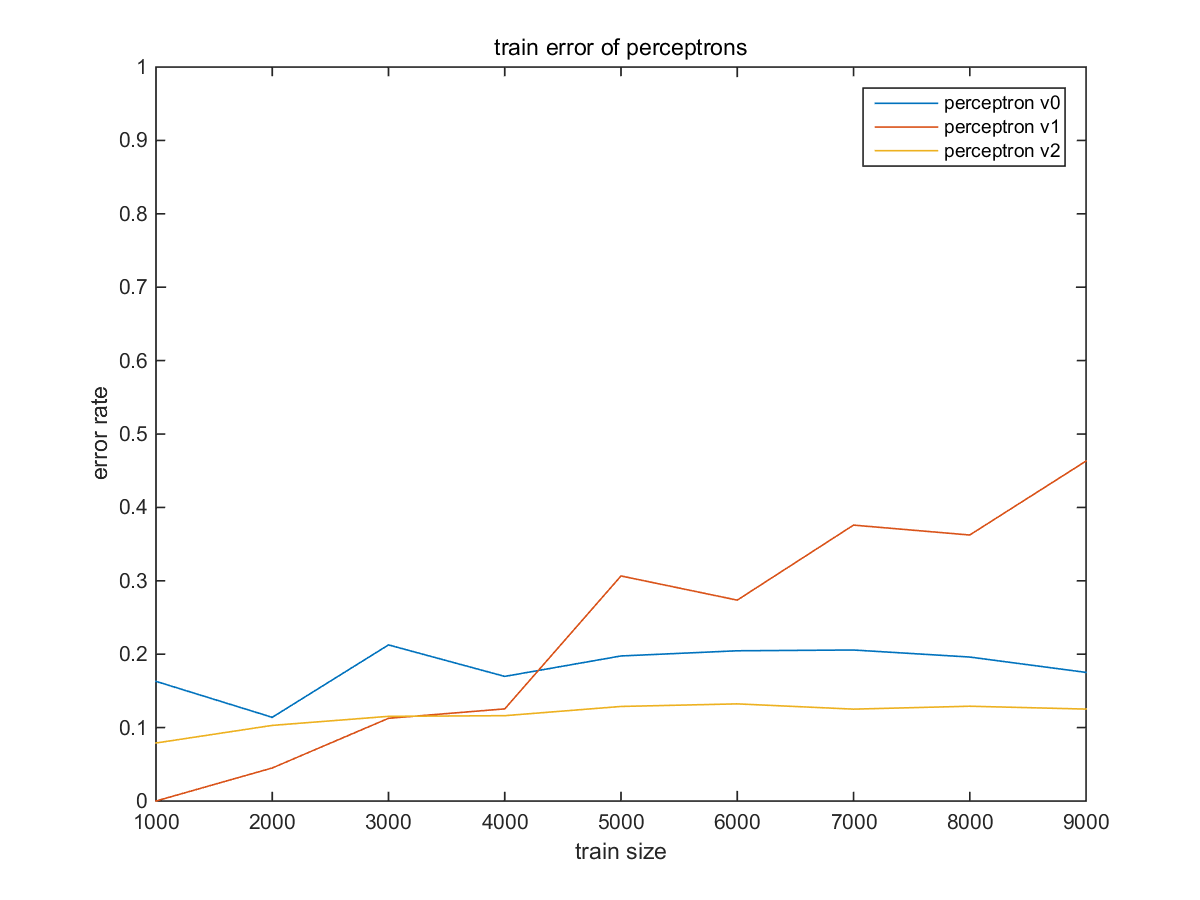 train error of perceptrons
1
0.9
0.8
0.7
0.6
0.5
0.4
0.3
0.2
0.1
0
error rate
perceptron v0
perceptron v1
perceptron v2
1000 2000 3000 4000 5000 6000 7000 8000 9000
train size